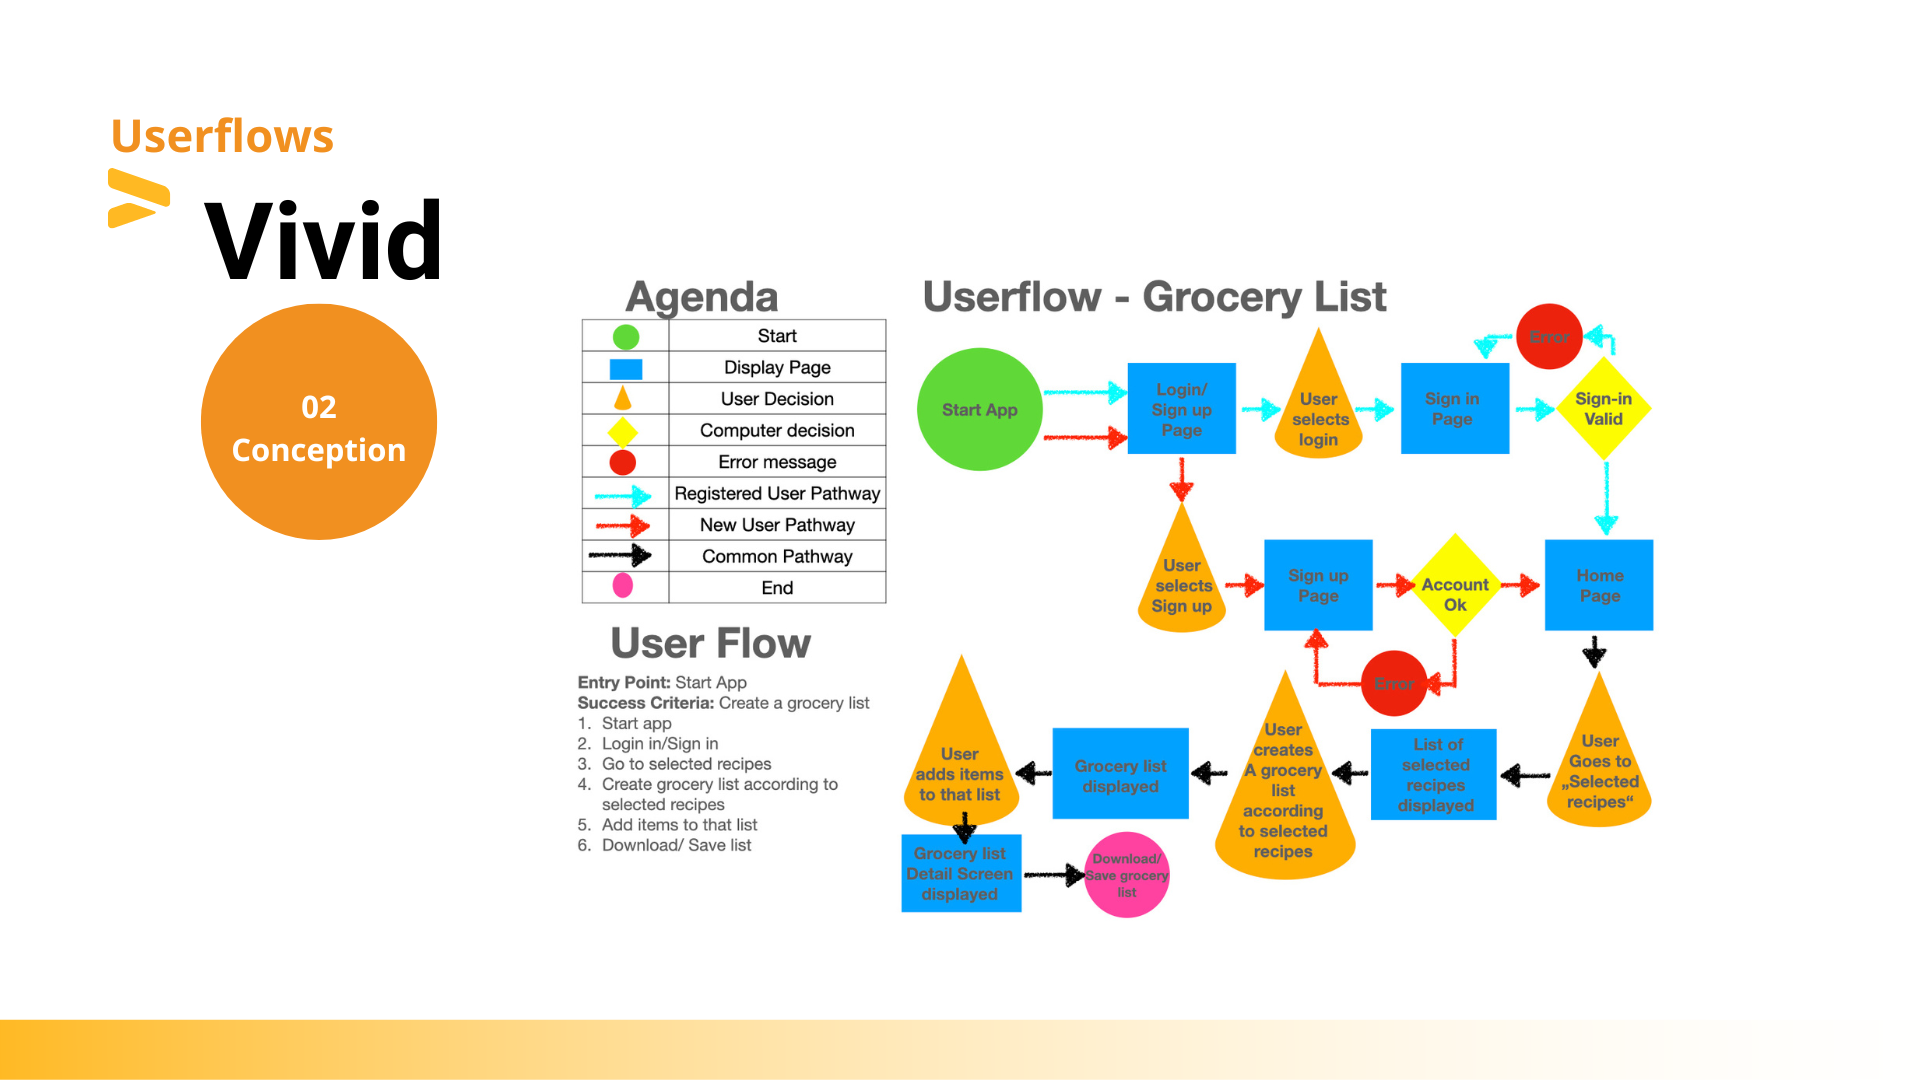 Userflows
Vivid
02
Conception
Agenda
Start
Display Page
User Decision
Computer decision
Error message
Registered User Pathway
New User Pathway
Common Pathway
End
User Flow
Entry Point: Start App
Success Criteria: Create a grocery list
1. Start app
2. Login in/Sign in
3. Go to selected recipes
4. Create grocery list according to
selected recipes
5. Add items to that list
6. Download/ Save list
Userflow - Grocery List
Start App
Login/
Sign up
Page
User
selects
login
Sign in
Page
Error
Sign-in
Valid
User
selects
Sign up
Sign up
Page
Account
Ok
Home
Page
Error
User
Goes to
„Selected
recipes“
List of
selected
recipes
displayed
User
creates
A grocery
list
according
to selected
recipes
Grocery list
displayed
User
adds items
to that list
Grocery list
Detail Screen
displayed
Download/
Save grocery
list